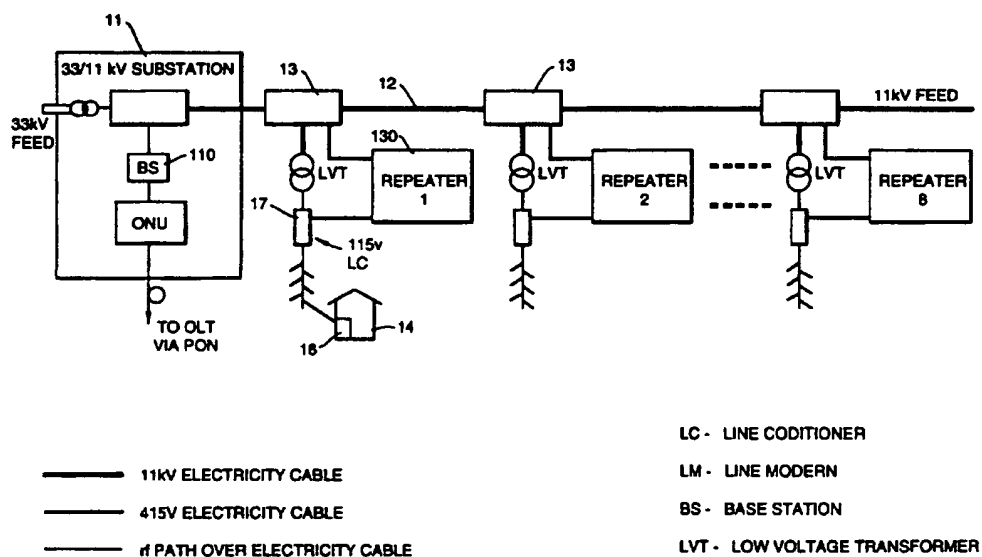 11
33/11 kV SUBSTATION
33kV
FEED
BS
110
ONU
TO OLT
VIA PON
13
12
13
11kV FEED
LVT
130
REPEATER
1
LVT
REPEATER
2
LVT
REPEATER
8
17
115v
LC
16
14
11kV ELECTRICITY CABLE
415V ELECTRICITY CABLE
rf PATH OVER ELECTRICITY CABLE
LC - LINE CODITIONER
LM - LINE MODERN
BS - BASE STATION
LVT - LOW VOLTAGE TRANSFORMER